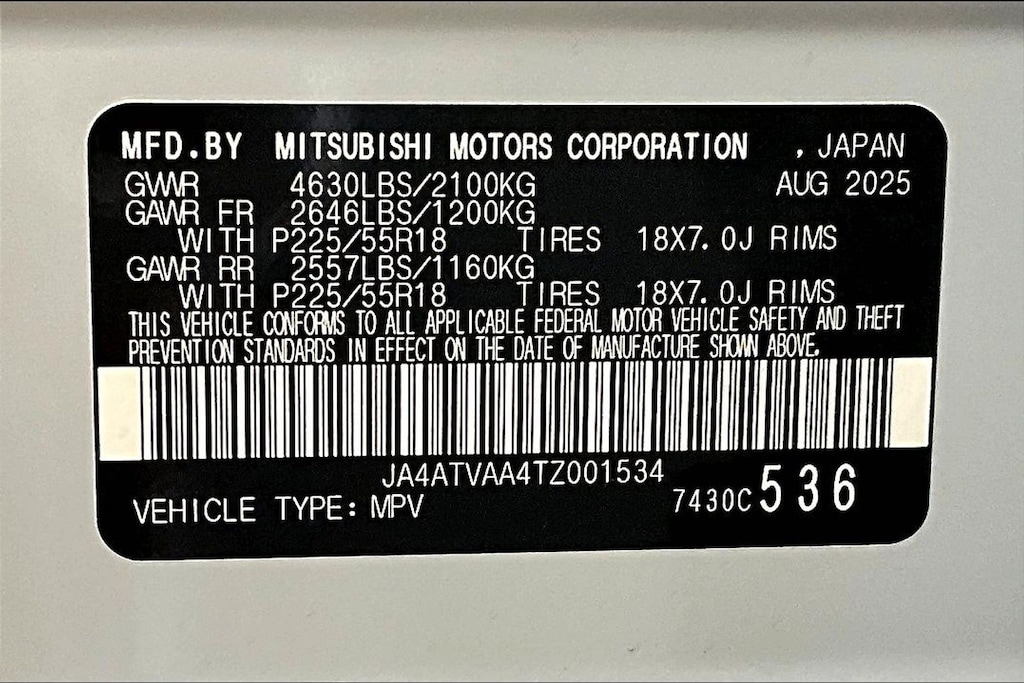 MFD.BY MITSUBISHI MOTORS CORPORATION , JAPAN
GVWR 4630LBS/2100KG AUG 2025
GAWR FR 2646LBS/1200KG
WITH P225/55R18 TIRES 18X7.0J RIMS
GAWR RR 2557LBS/1160KG
WITH P225/55R18 TIRES 18X7.0J RIMS
THIS VEHICLE CONFORMS TO ALL APPLICABLE FEDERAL MOTOR VEHICLE SAFETY AND THEFT
PREVENTION STANDARDS IN EFFECT ON THE DATE OF MANUFACTURE SHOWN ABOVE.
JA4ATVAA4TZ001534
VEHICLE TYPE: MPV 7430C 536